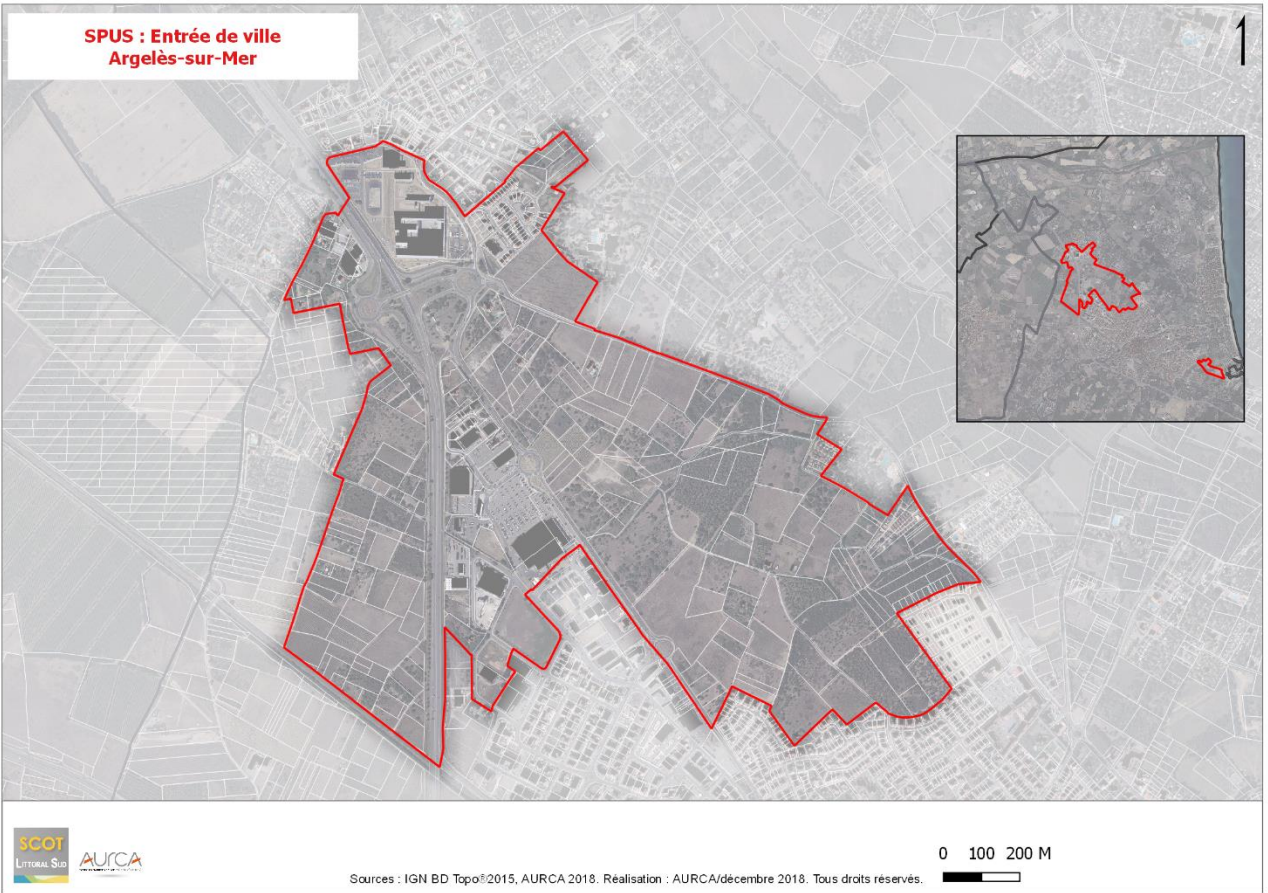 SPUS : Entrée de ville
Argelès-sur-Mer
SCOT
LITTORAL SUD
AURCA
Sources : IGN BD Topo®2015, AURCA 2018. Réalisation : AURCA/décembre 2018. Tous droits réservés.
0 100 200 M